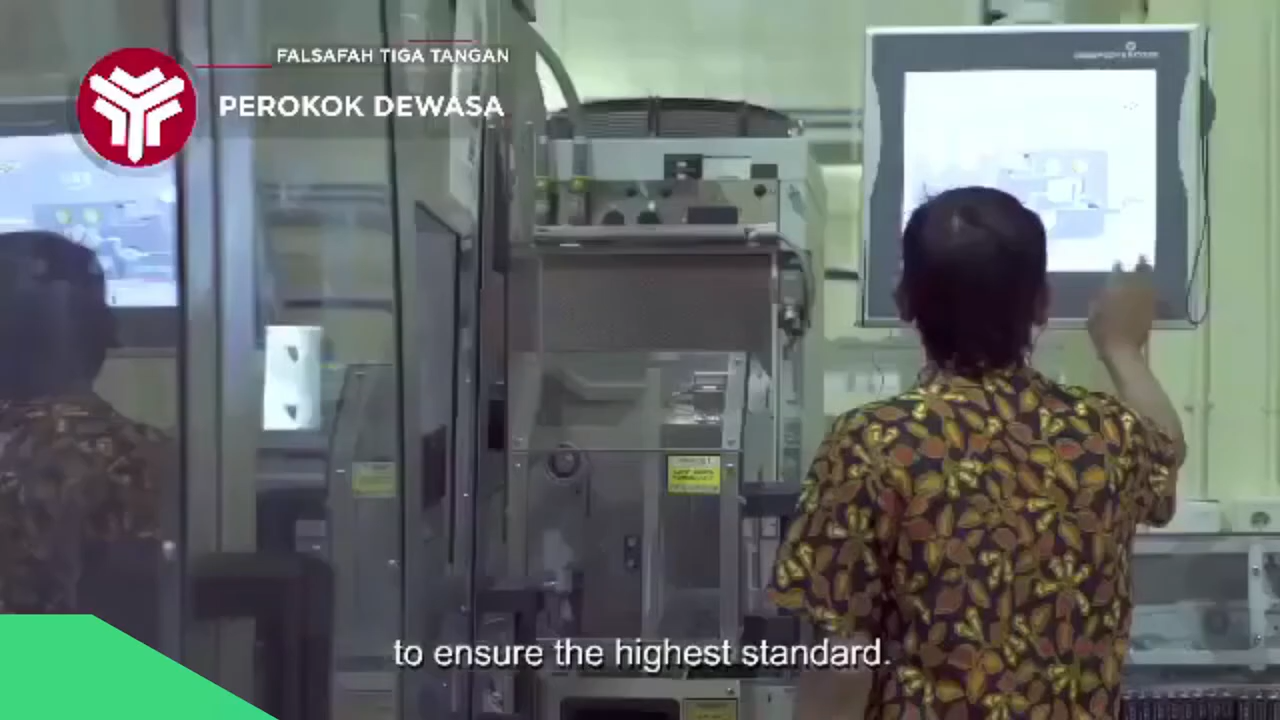 FALSAFAH TIGA TANGAN
PEROKOK DEWASA
to ensure the highest standard.